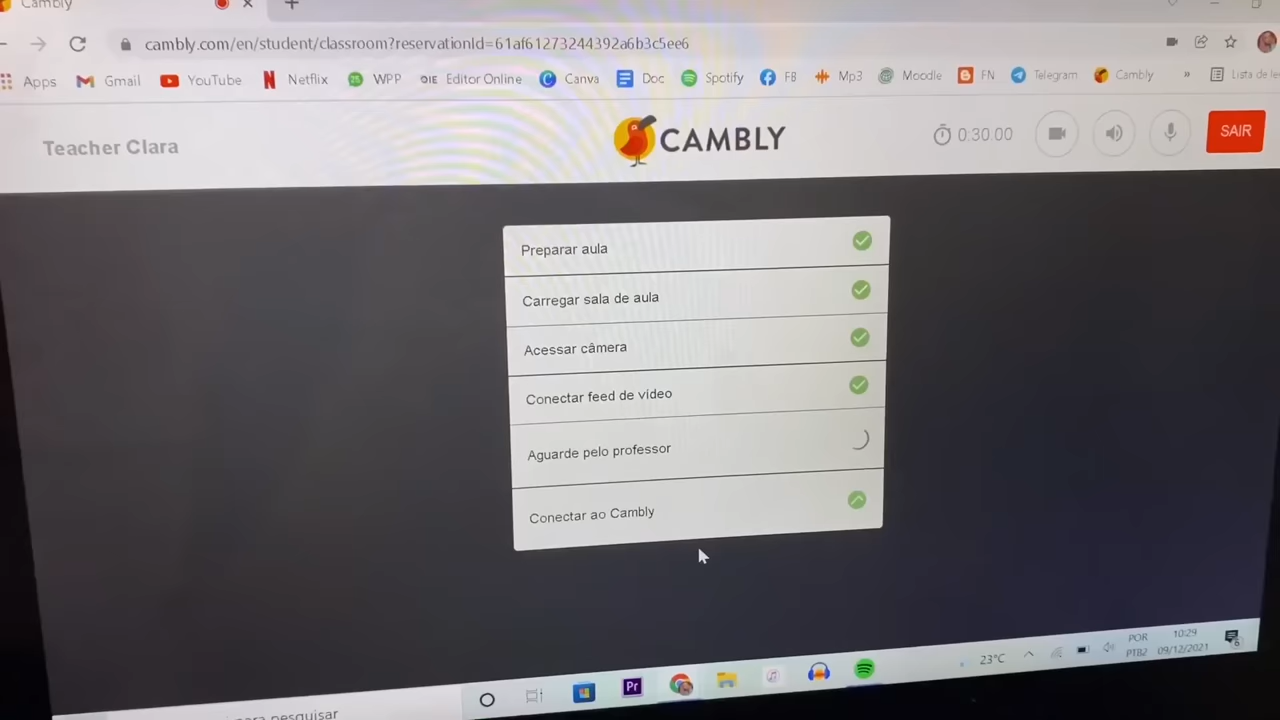 Cambly
cambly.com/en/student/classroom?reservationId=61af61273244392a6b3c5ee6
Apps Gmail YouTube Netflix WPP OIE Editor Online Canva Doc Spotify FB Mp3 Moodle FN Telegram Cambly » Lista de
Teacher Clara
CAMBLY
0:30.00
SAIR
Preparar aula
Carregar sala de aula
Acessar câmera
Conectar feed de vídeo
Aguarde pelo professor
Conectar ao Cambly
pesquisar
Pr
23°C
POR
PTB2
10:29
09/12/2021